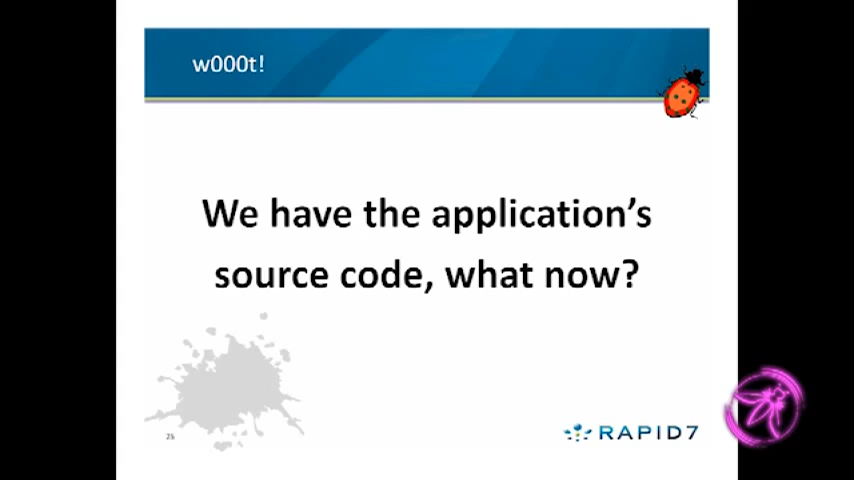 w000t!
We have the application's
source code, what now?
25
RAPID7